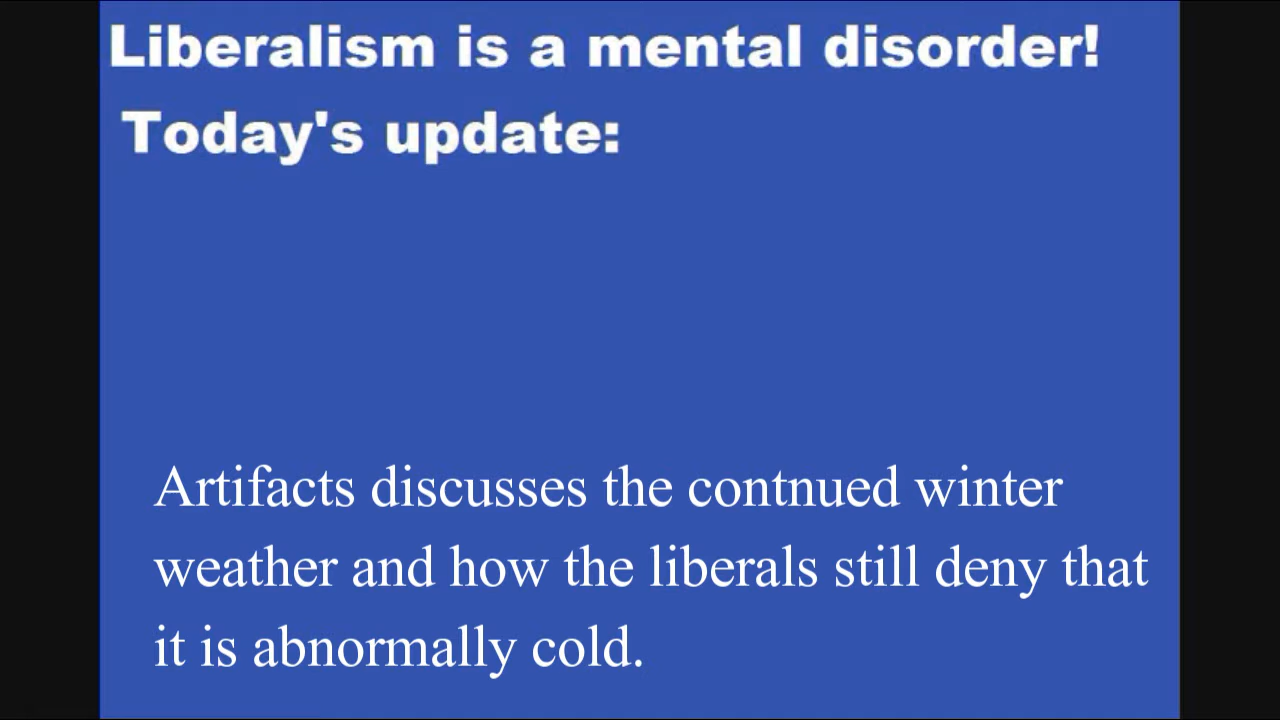 Liberalism is a mental disorder!
Today's update:
Artifacts discusses the contnued winter
weather and how the liberals still deny that
it is abnormally cold.